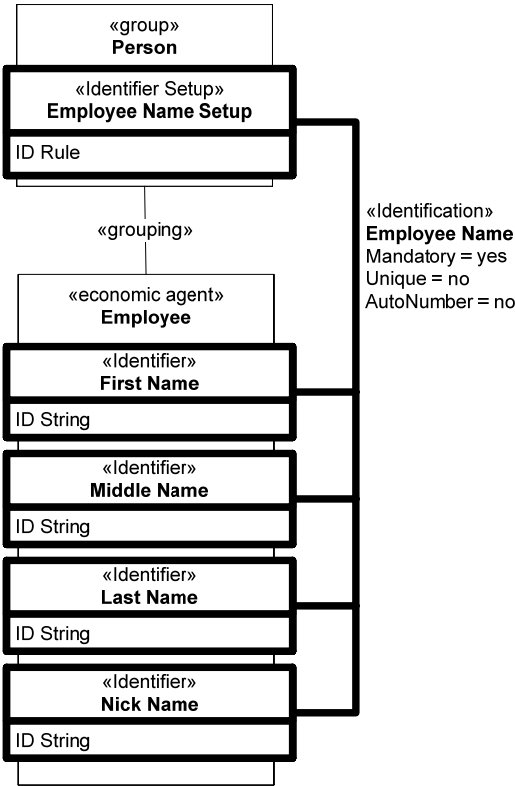 «group»
Person
«Identifier Setup»
Employee Name Setup
ID Rule
«grouping»
«Identification»
Employee Name
Mandatory = yes
Unique = no
AutoNumber = no
«economic agent»
Employee
«Identifier»
First Name
ID String
«Identifier»
Middle Name
ID String
«Identifier»
Last Name
ID String
«Identifier»
Nick Name
ID String